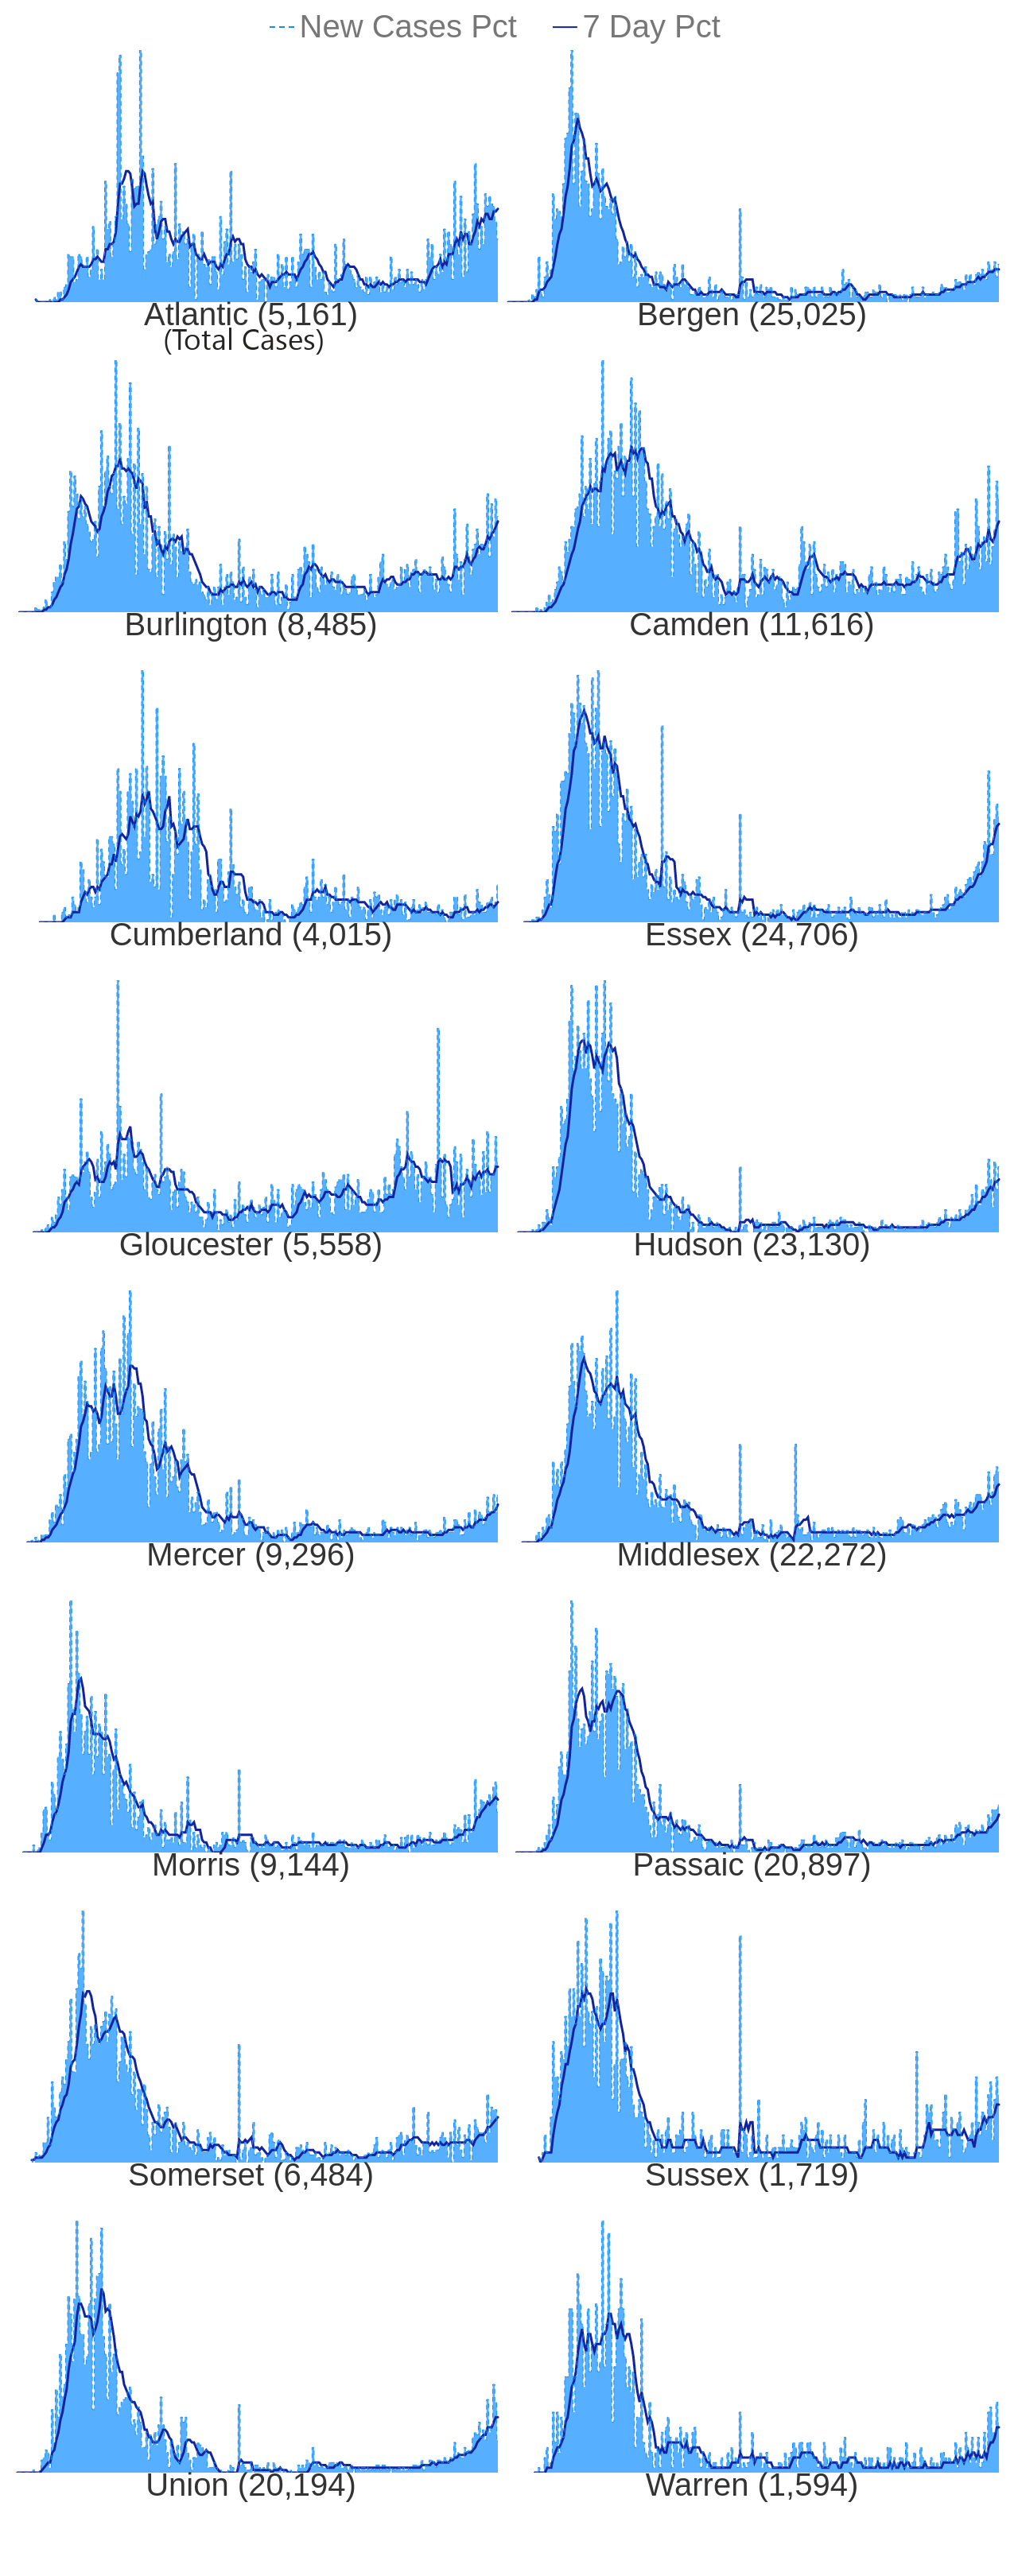 New Cases Pct 7 Day Pct
Atlantic (5,161) Bergen (25,025)
(Total Cases)
Burlington (8,485) Camden (11,616)
Cumberland (4,015) Essex (24,706)
Gloucester (5,558) Hudson (23,130)
Mercer (9,296) Middlesex (22,272)
Morris (9,144) Passaic (20,897)
Somerset (6,484) Sussex (1,719)
Union (20,194) Warren (1,594)